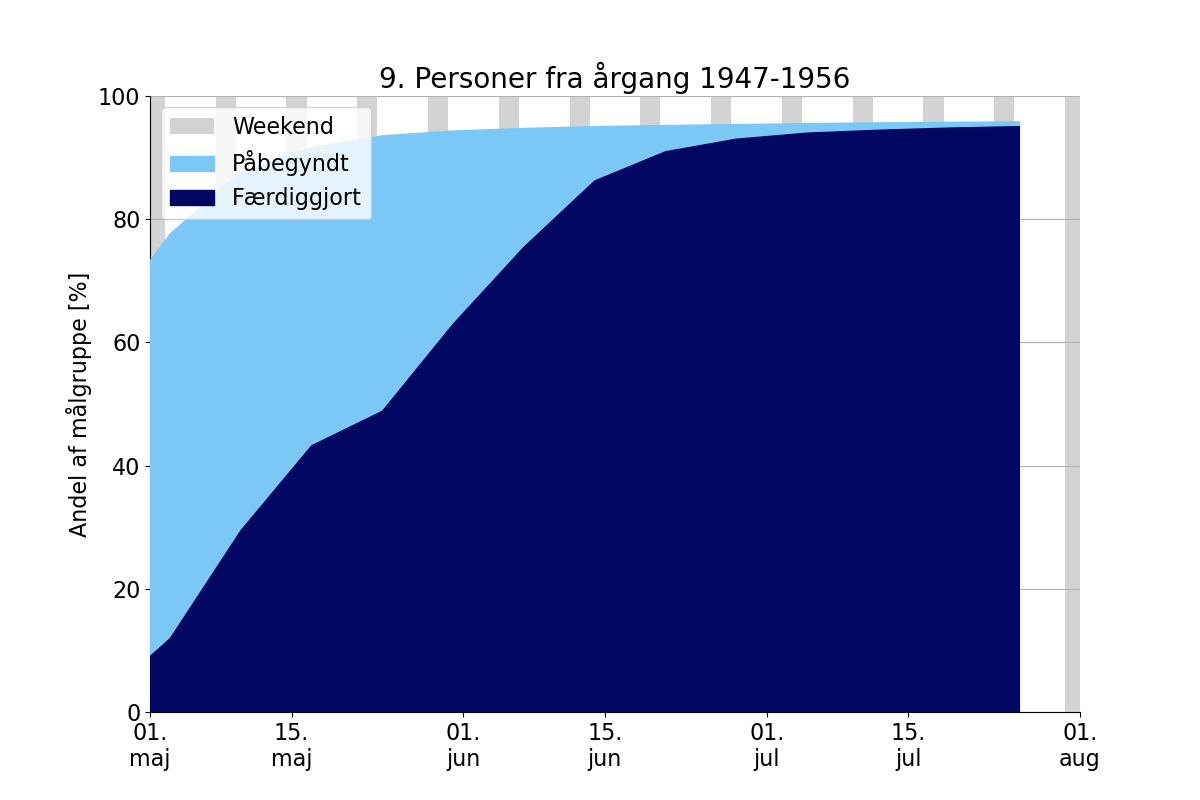 9. Personer fra årgang 1947-1956
Andel af målgruppe [%]
100
80
60
40
20
0
Weekend
Påbegyndt
Færdiggjort
01. 15. 01. 15. 01. 15. 01.
maj maj jun jun jul jul aug